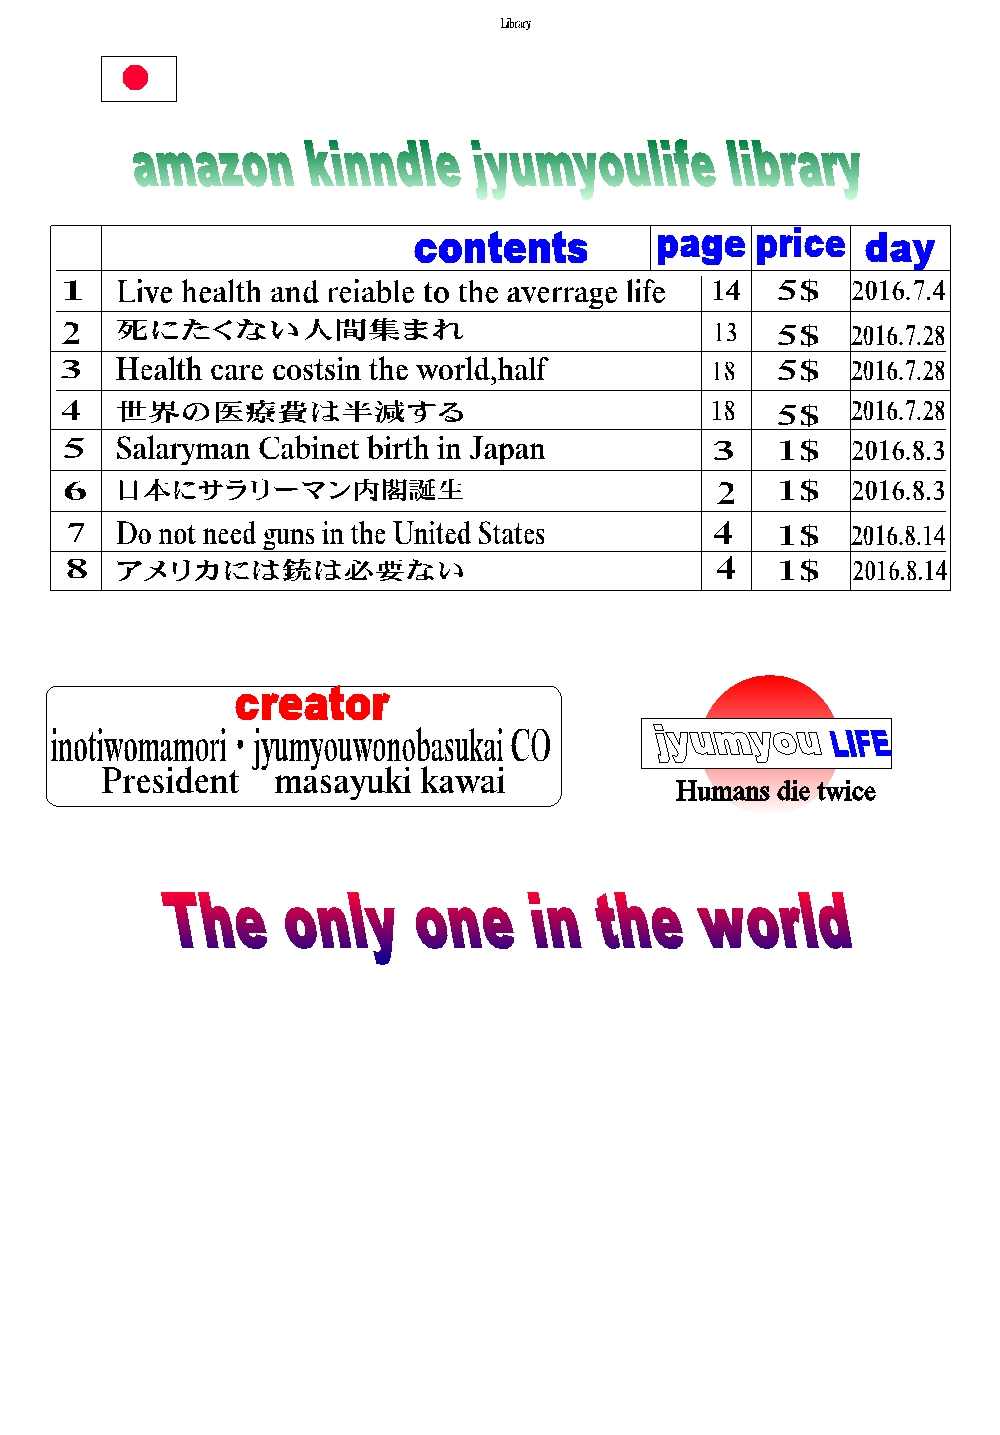 Library
amazon kinndle jyumyoulife library
contents page price day
1 Live health and reiable to the averrage life 14 5$ 2016.7.4
2 死にたくない人間集まれ 13 5$ 2016.7.28
3 Health care costsin the world,half 18 5$ 2016.7.28
4 世界の医療費は半減する 18 5$ 2016.7.28
5 Salaryman Cabinet birth in Japan 3 1$ 2016.8.3
6 日本にサラリーマン内閣誕生 2 1$ 2016.8.3
7 Do not need guns in the United States 4 1$ 2016.8.14
8 アメリカには銃は必要ない 4 1$ 2016.8.14
creator
inotiwomamori・jyumyouwonobasukai CO
President masayuki kawai
jyumyou LIFE
Humans die twice
The only one in the world